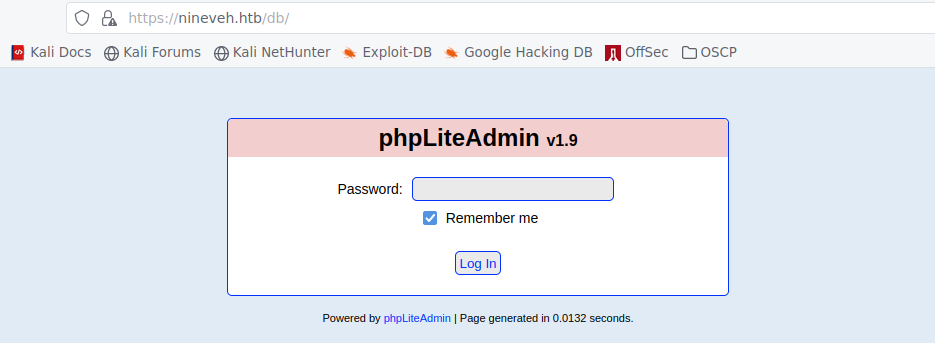 https://nineveh.htb/db/
Kali Docs Kali Forums Kali NetHunter Exploit-DB Google Hacking DB OffSec OSCP
phpLiteAdmin v1.9
Password:
Remember me
Log In
Powered by phpLiteAdmin | Page generated in 0.0132 seconds.